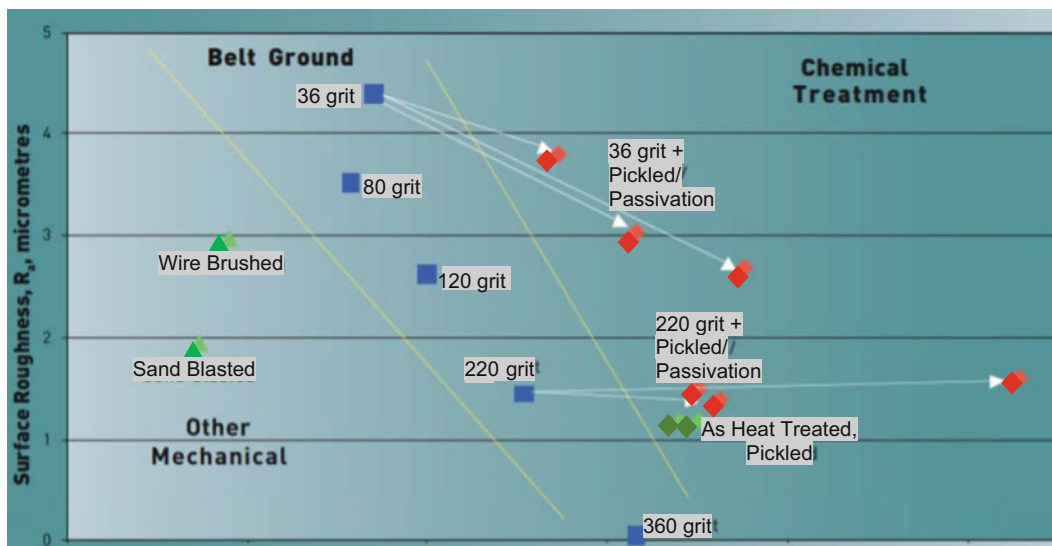 5
4
3
2
1
0
Surface Roughness, Ra, micrometres
Belt Ground
Chemical
Treatment
36 grit
36 grit +
Pickled/
Passivation
80 grit
Wire Brushed
120 grit
Sand Blasted
220 grit
220 grit +
Pickled/
Passivation
As Heat Treated,
Pickled
Other
Mechanical
360 grit